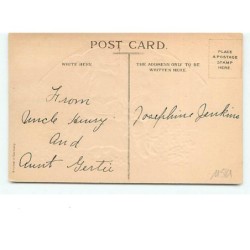 POST CARD.
WRITE HERE.
THE ADDRESS ONLY TO BE
WRITTEN HERE.
PLACE
A POSTAGE
STAMP
HERE
From
Uncle Henry
And
Aunt Gertie
Josephine Jenkins